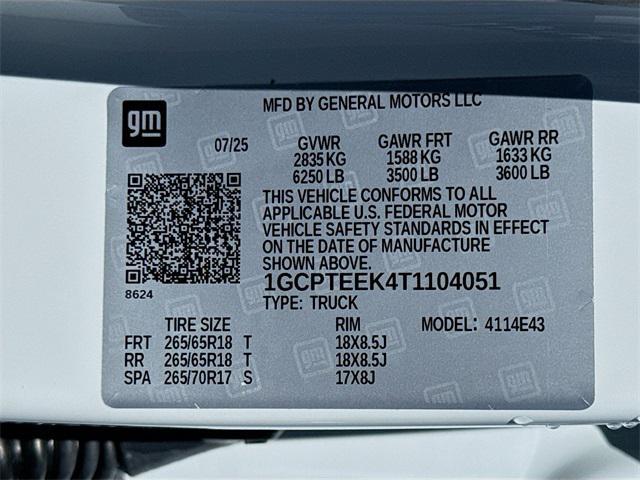 MFD BY GENERAL MOTORS LLC
gm
07/25 GVWR GAWR FRT GAWR RR
2835 KG 1588 KG 1633 KG
6250 LB 3500 LB 3600 LB
THIS VEHICLE CONFORMS TO ALL
APPLICABLE U.S. FEDERAL MOTOR
VEHICLE SAFETY STANDARDS IN EFFECT
ON THE DATE OF MANUFACTURE
SHOWN ABOVE.
8624
1GCPTEEK4T1104051
TYPE: TRUCK
TIRE SIZE RIM MODEL: 4114E43
FRT 265/65R18 T 18X8.5J
RR 265/65R18 T 18X8.5J
SPA 265/70R17 S 17X8J